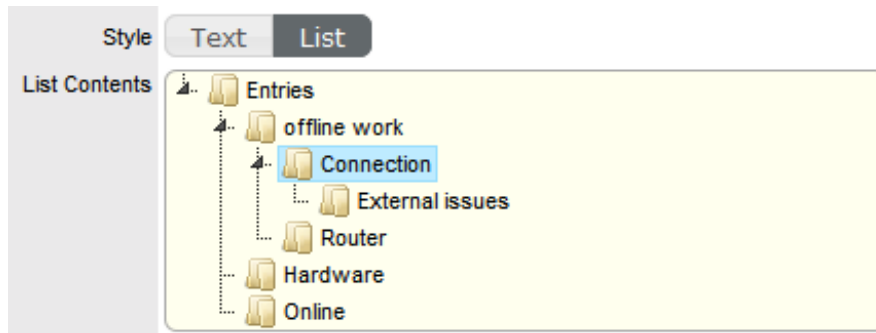 Style Text List
List Contents Entries
offline work
Connection
External issues
Router
Hardware
Online